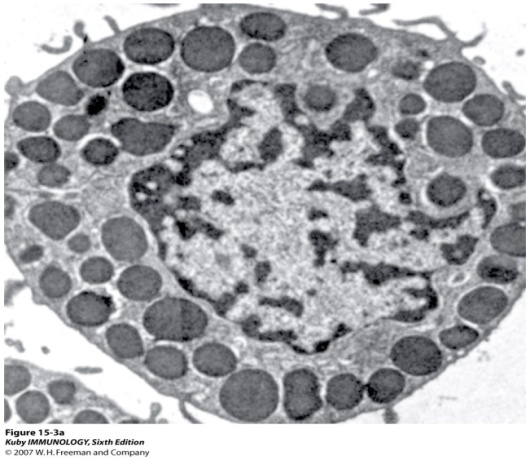 Figure 15-3a
Kuby IMMUNOLOGY, Sixth Edition
© 2007 W. H. Freeman and Company